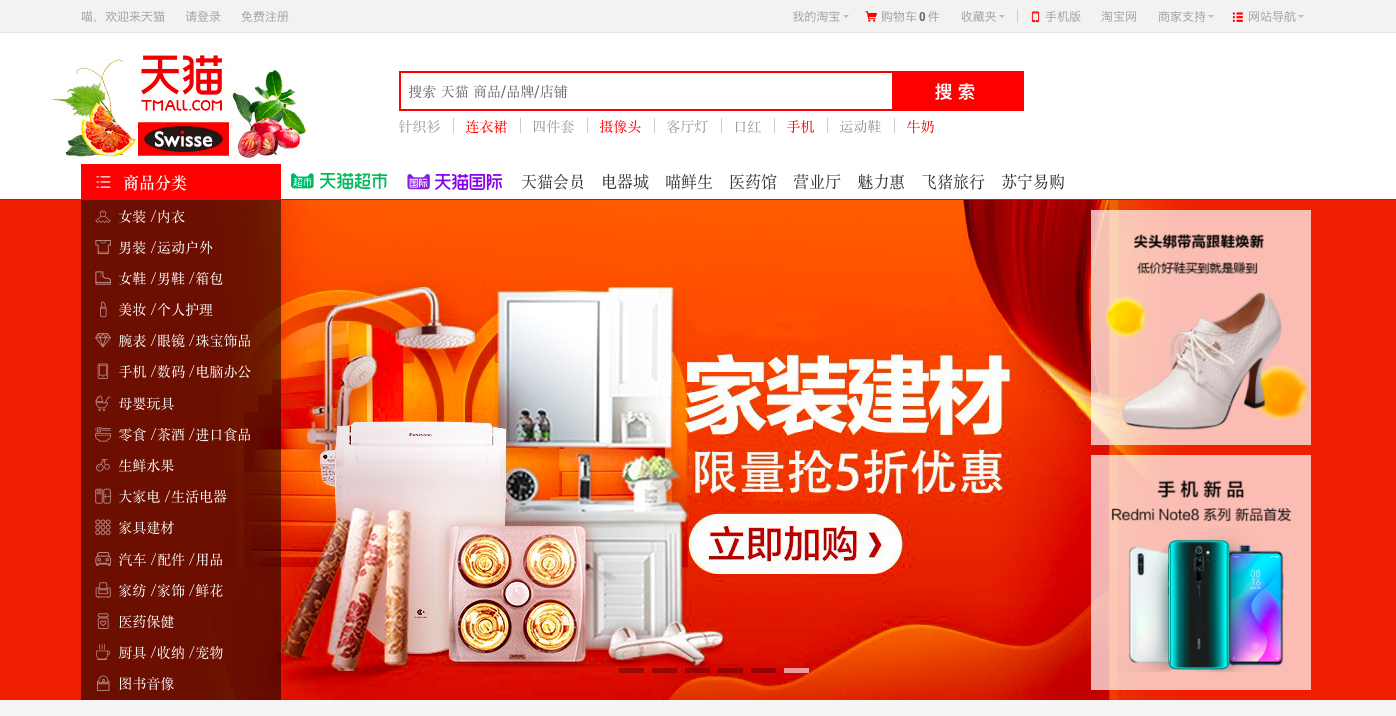 喵，欢迎来天猫 请登录 免费注册 我的淘宝 购物车0件 收藏夹 手机版 淘宝网 商家支持 网站导航
天猫
TMALL.COM
Swisse
搜索 天猫 商品/品牌/店铺 搜索
针织衫 连衣裙 四件套 摄像头 客厅灯 口红 手机 运动鞋 牛奶
商品分类 超市 天猫超市 国际 天猫国际 天猫会员 电器城 喵鲜生 医药馆 营业厅 魅力惠 飞猪旅行 苏宁易购
女装 /内衣
男装 /运动户外
女鞋 /男鞋 /箱包
美妆 /个人护理
腕表 /眼镜 /珠宝饰品
手机 /数码 /电脑办公
母婴玩具
零食 /茶酒 /进口食品
生鲜水果
大家电 /生活电器
家具建材
汽车 /配件 /用品
家纺 /家饰 /鲜花
医药保健
厨具 /收纳 /宠物
图书音像
Panasonic
家装建材
限量抢5折优惠
立即加购
尖头绑带高跟鞋焕新
低价好鞋买到就是赚到
手机新品
Redmi Note8 系列 新品首发
08
16
Redmi